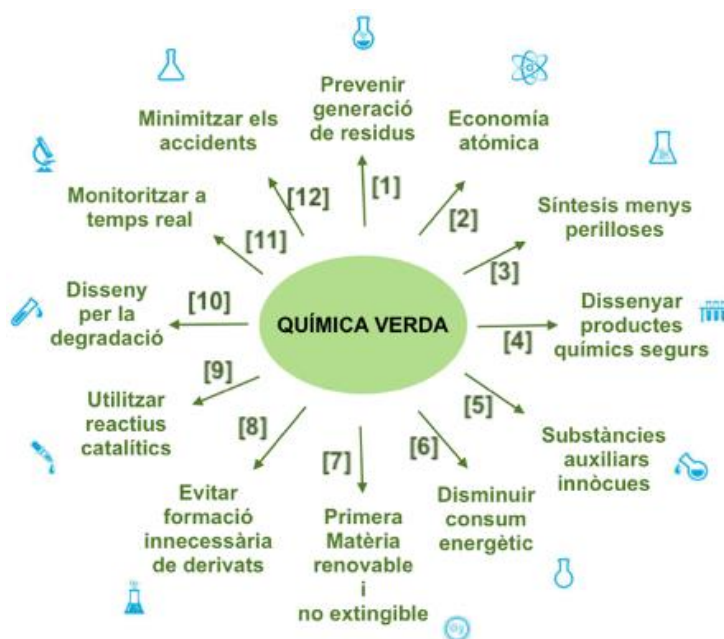 Prevenir
generació
de residus
[1]
Economía
atómica
[2]
Síntesis menys
perilloses
[3]
Dissenyar
productes
químics segurs
[4]
Substàncies
auxiliars
innòcues
[5]
Disminuir
consum
energètic
[6]
Primera
Matèria
renovable
i
no extingible
[7]
Evitar
formació
innecessària
de derivats
[8]
Utilitzar
reactius
catalítics
[9]
Disseny
per la
degradació
[10]
Monitoritzar a
temps real
[11]
Minimitzar els
accidents
[12]
QUÍMICA VERDA